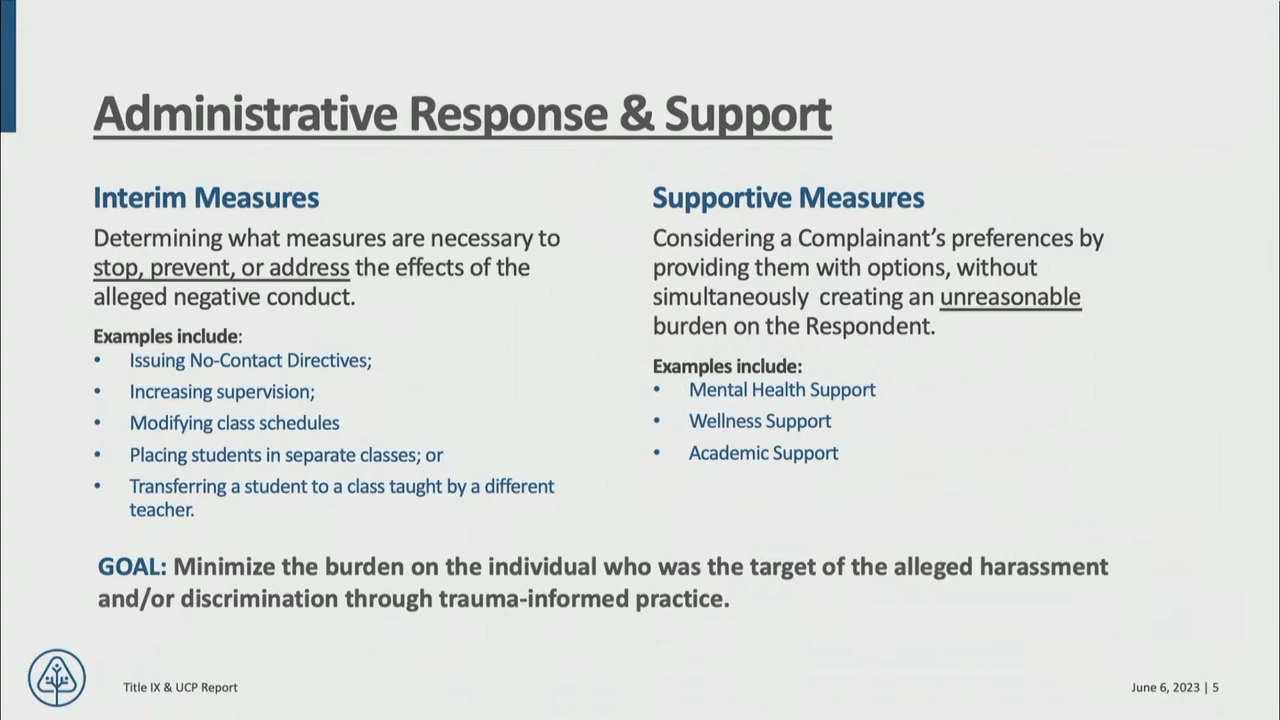 Administrative Response & Support
Interim Measures
Determining what measures are necessary to
stop, prevent, or address the effects of the
alleged negative conduct.
Examples include:
• Issuing No-Contact Directives;
• Increasing supervision;
• Modifying class schedules
• Placing students in separate classes; or
• Transferring a student to a class taught by a different
teacher.
Supportive Measures
Considering a Complainant’s preferences by
providing them with options, without
simultaneously creating an unreasonable
burden on the Respondent.
Examples include:
• Mental Health Support
• Wellness Support
• Academic Support
GOAL: Minimize the burden on the individual who was the target of the alleged harassment
and/or discrimination through trauma-informed practice.
Title IX & UCP Report
June 6, 2023 | 5